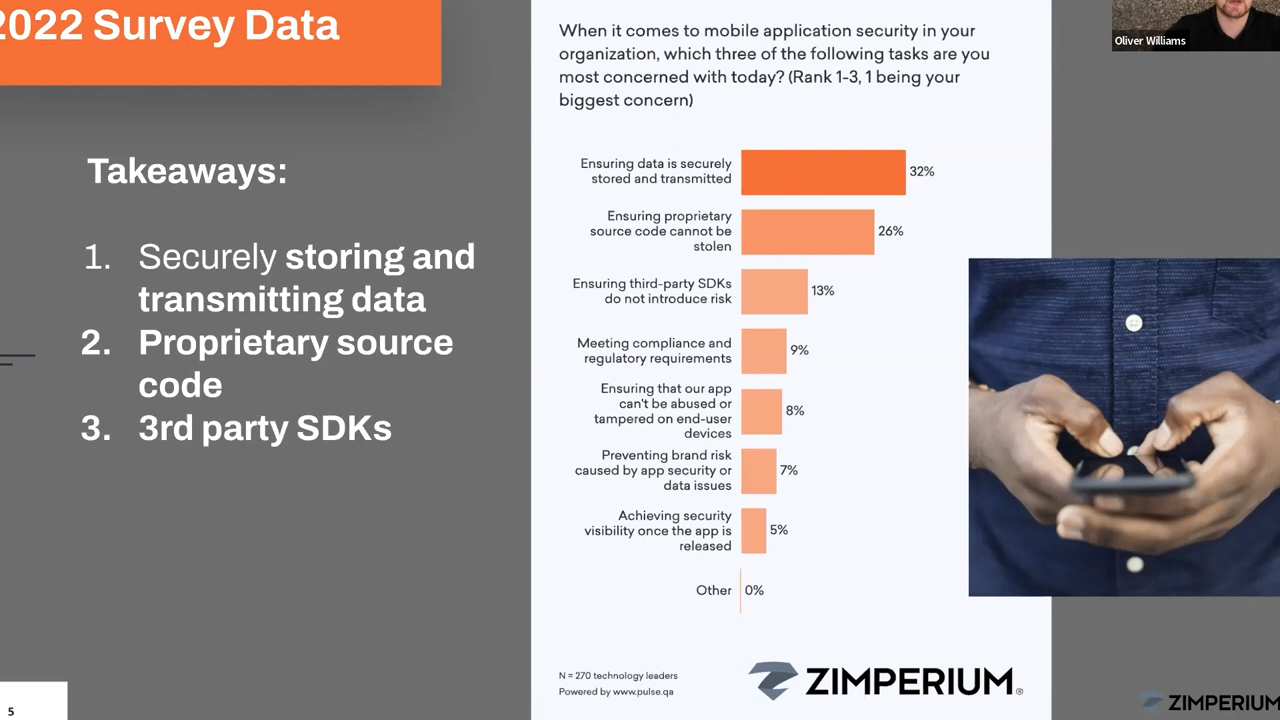 2022 Survey Data
Takeaways:
1. Securely storing and
transmitting data
2. Proprietary source
code
3. 3rd party SDKs
5
When it comes to mobile application security in your
organization, which three of the following tasks are you
most concerned with today? (Rank 1-3, 1 being your
biggest concern)
Ensuring data is securely
stored and transmitted
32%
Ensuring proprietary
source code cannot be
stolen
26%
Ensuring third-party SDKs
do not introduce risk
13%
Meeting compliance and
regulatory requirements
9%
Ensuring that our app
can't be abused or
tampered on end-user
devices
8%
Preventing brand risk
caused by app security or
data issues
7%
Achieving security
visibility once the app is
released
5%
Other
0%
N = 270 technology leaders
Powered by www.pulse.qa
ZIMPERIUM®
Oliver Williams
ZIMPERIUM